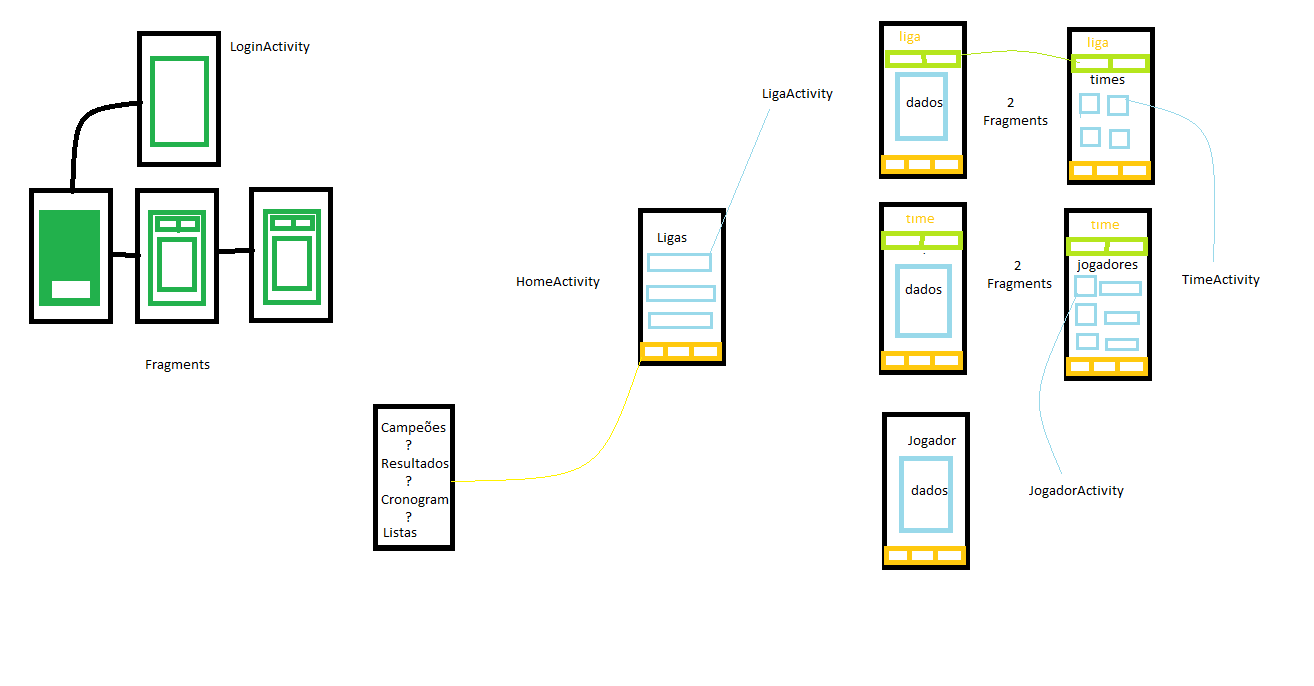 LoginActivity
Fragments
HomeActivity
Ligas
Campeões
?
Resultados
?
Cronogram
?
Listas
LigaActivity
liga
dados
2
Fragments
liga
times
time
dados
2
Fragments
time
jogadores
TimeActivity
Jogador
dados
JogadorActivity